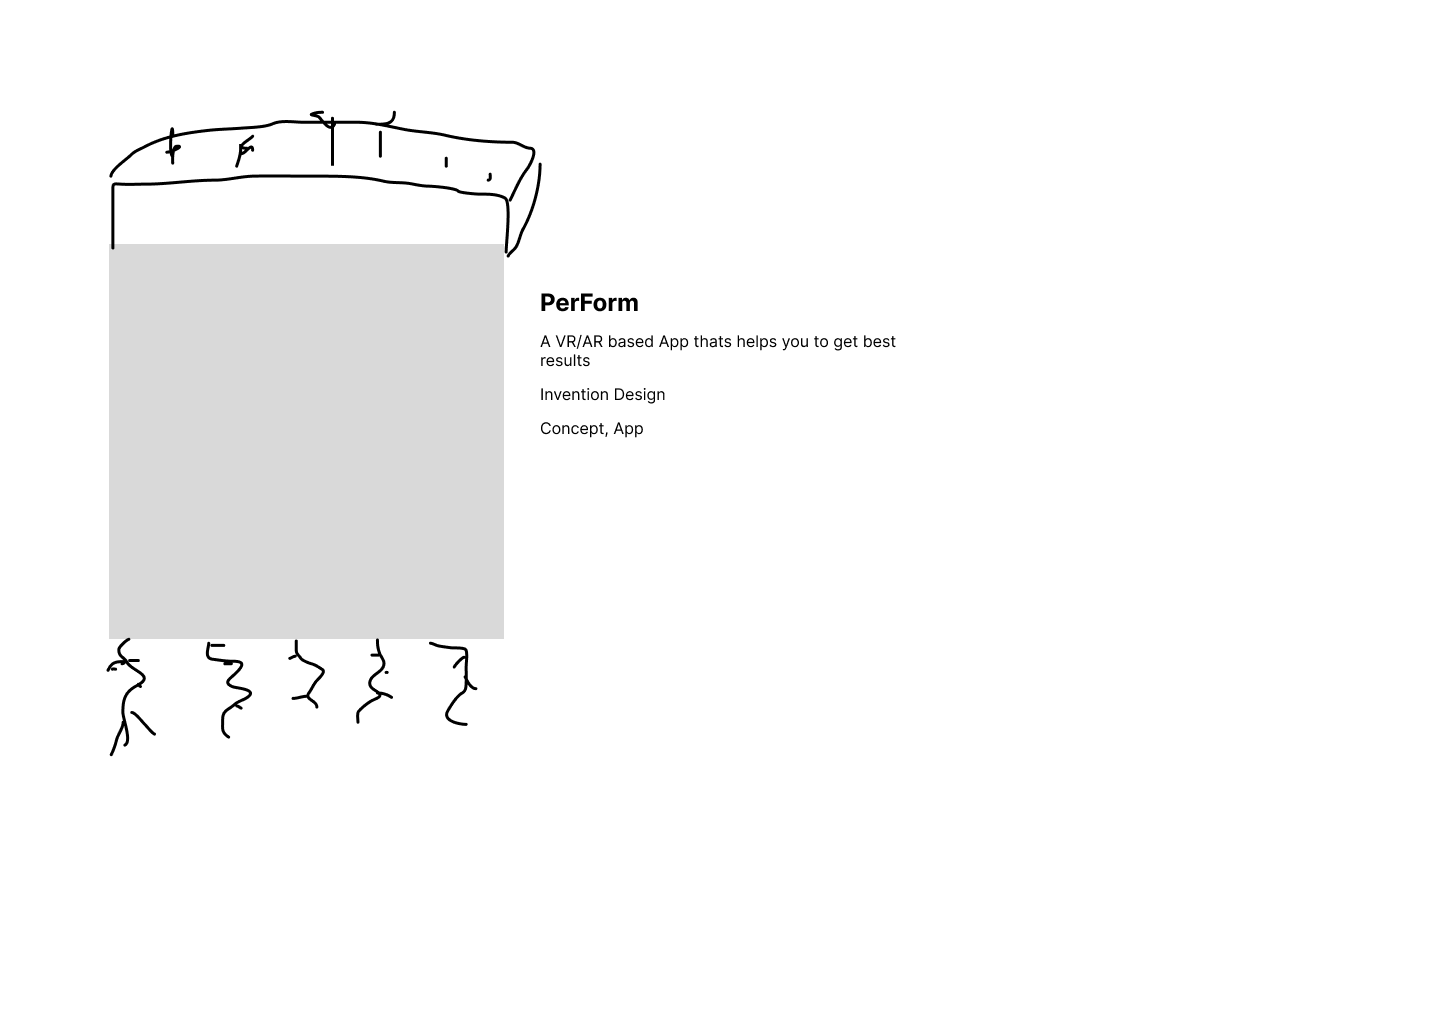 PerForm
A VR/AR based App thats helps you to get best
results
Invention Design
Concept, App